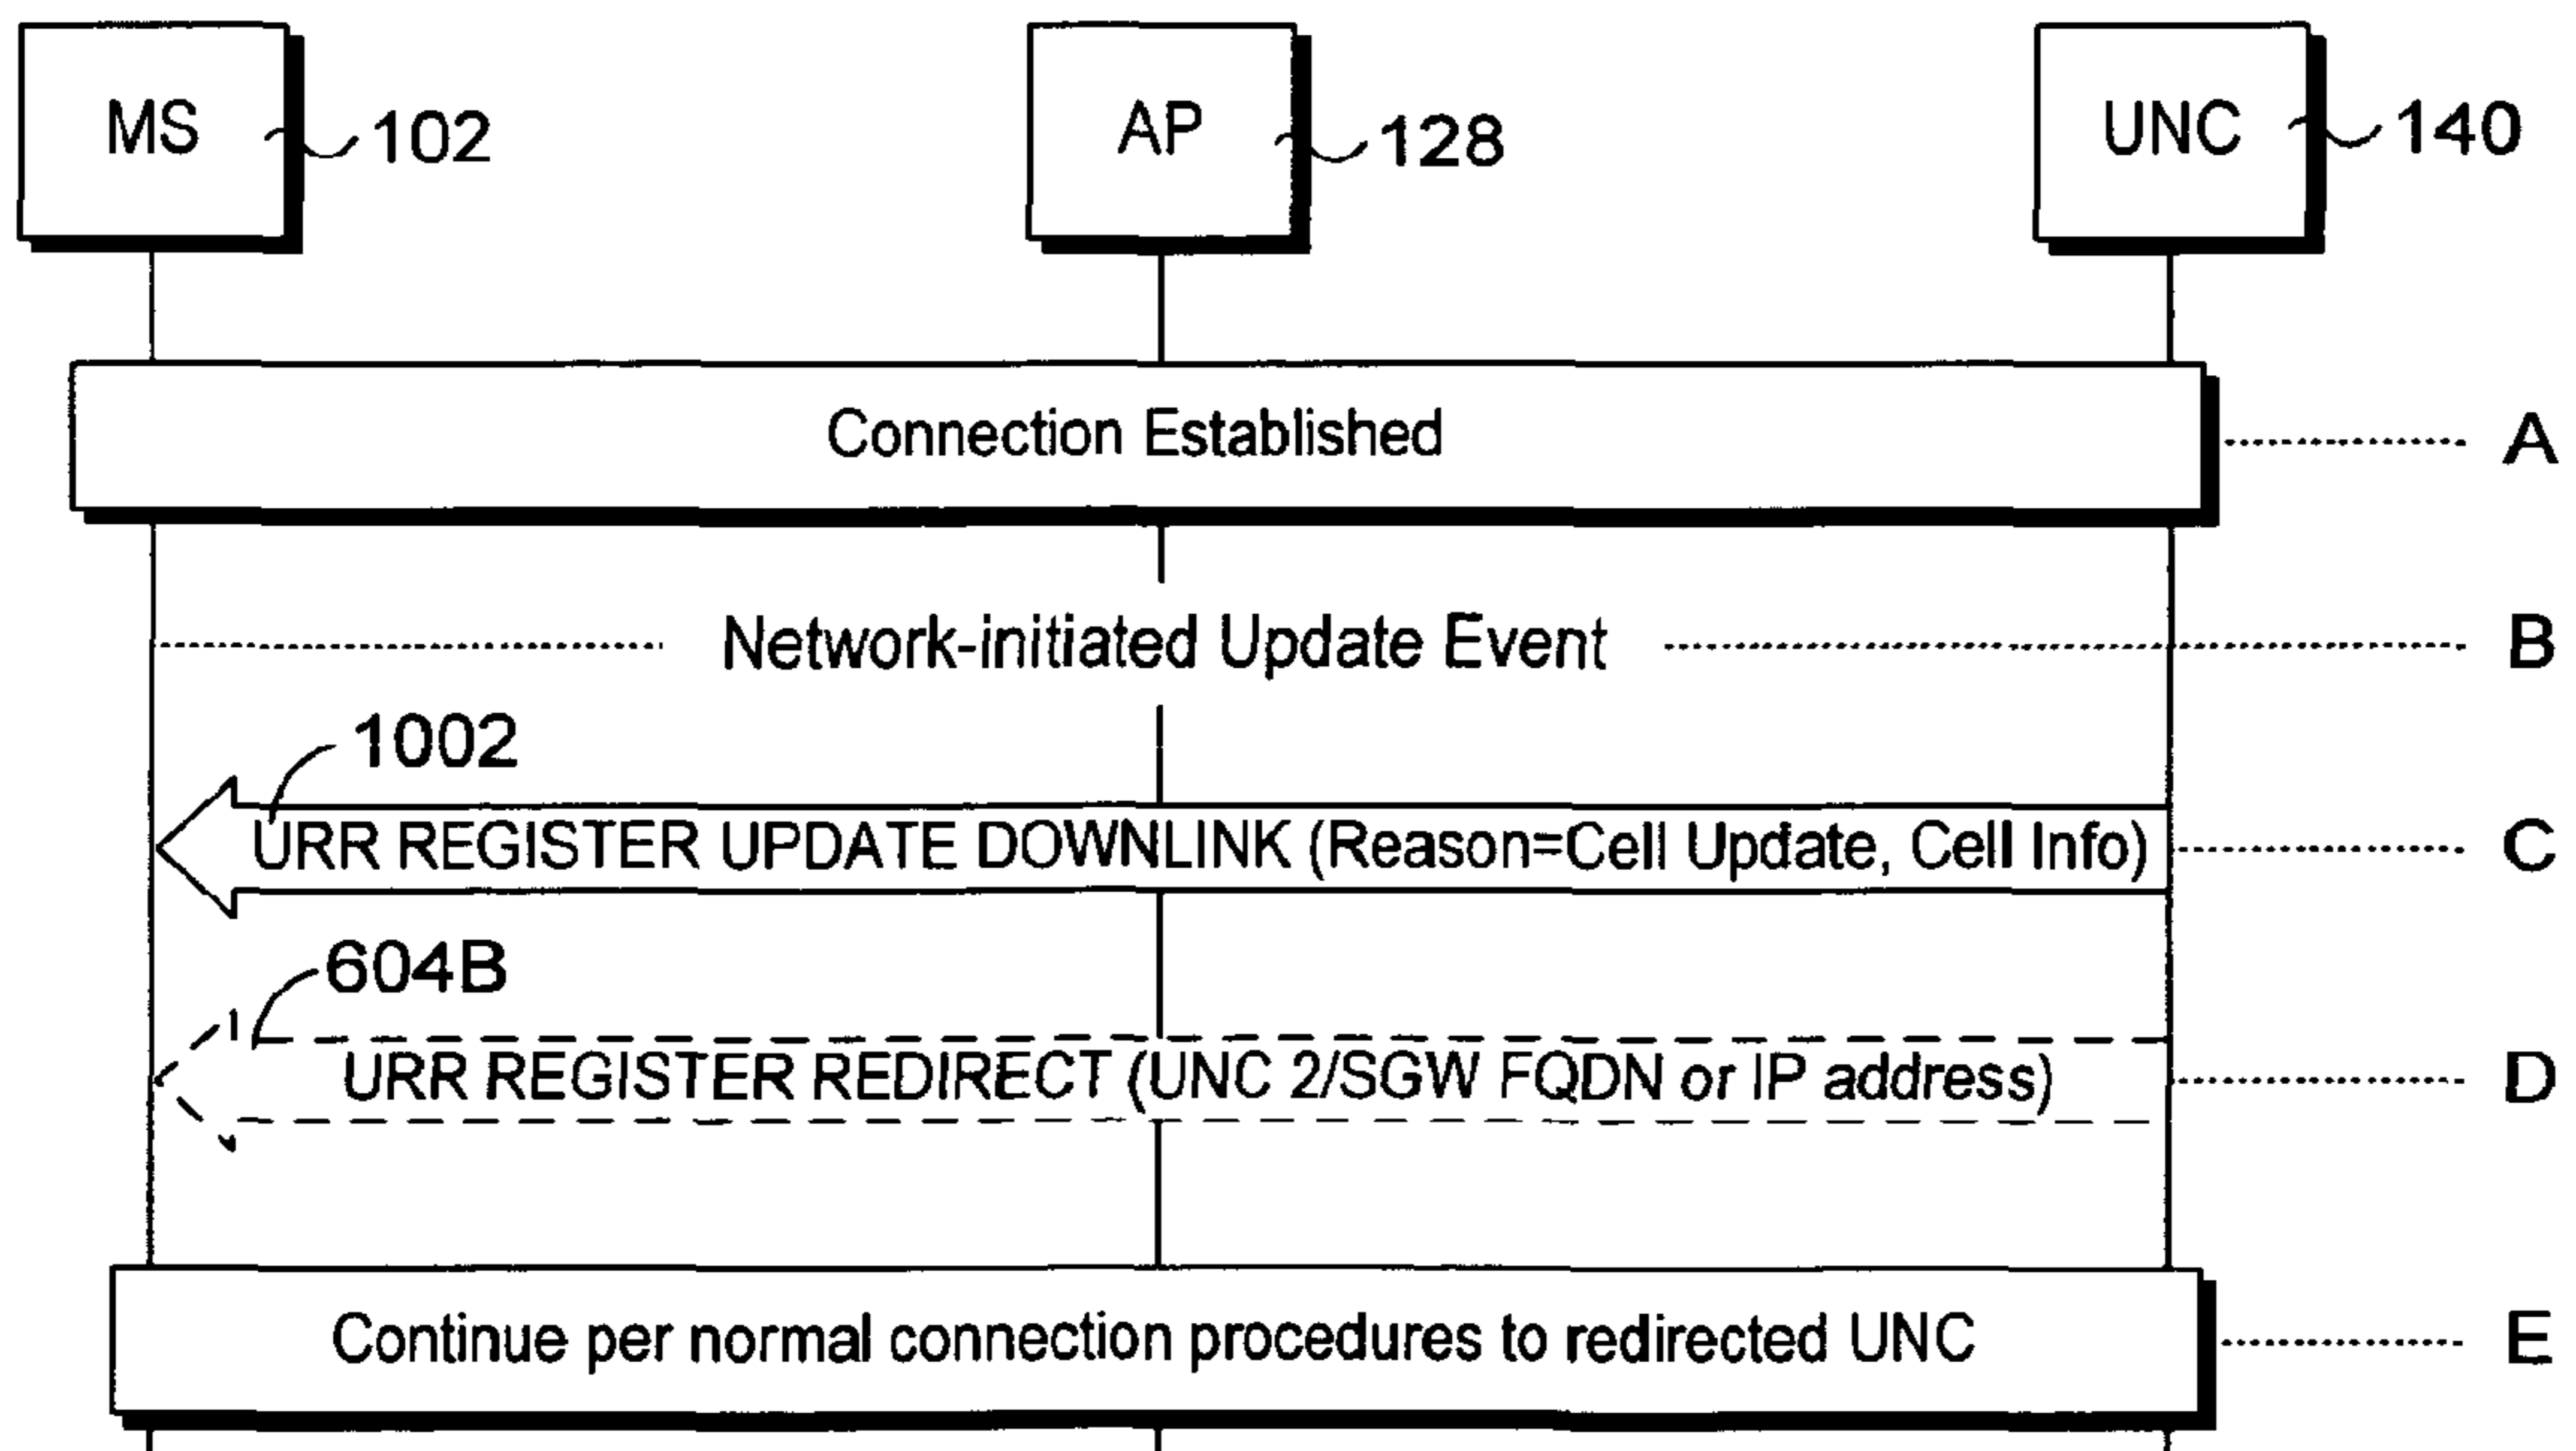 MS
102
AP
128
UNC
140
Connection Established
A
Network-initiated Update Event
B
1002
URR REGISTER UPDATE DOWNLINK (Reason=Cell Update, Cell Info)
C
604B
URR REGISTER REDIRECT (UNC 2/SGW FQDN or IP address)
D
Continue per normal connection procedures to redirected UNC
E